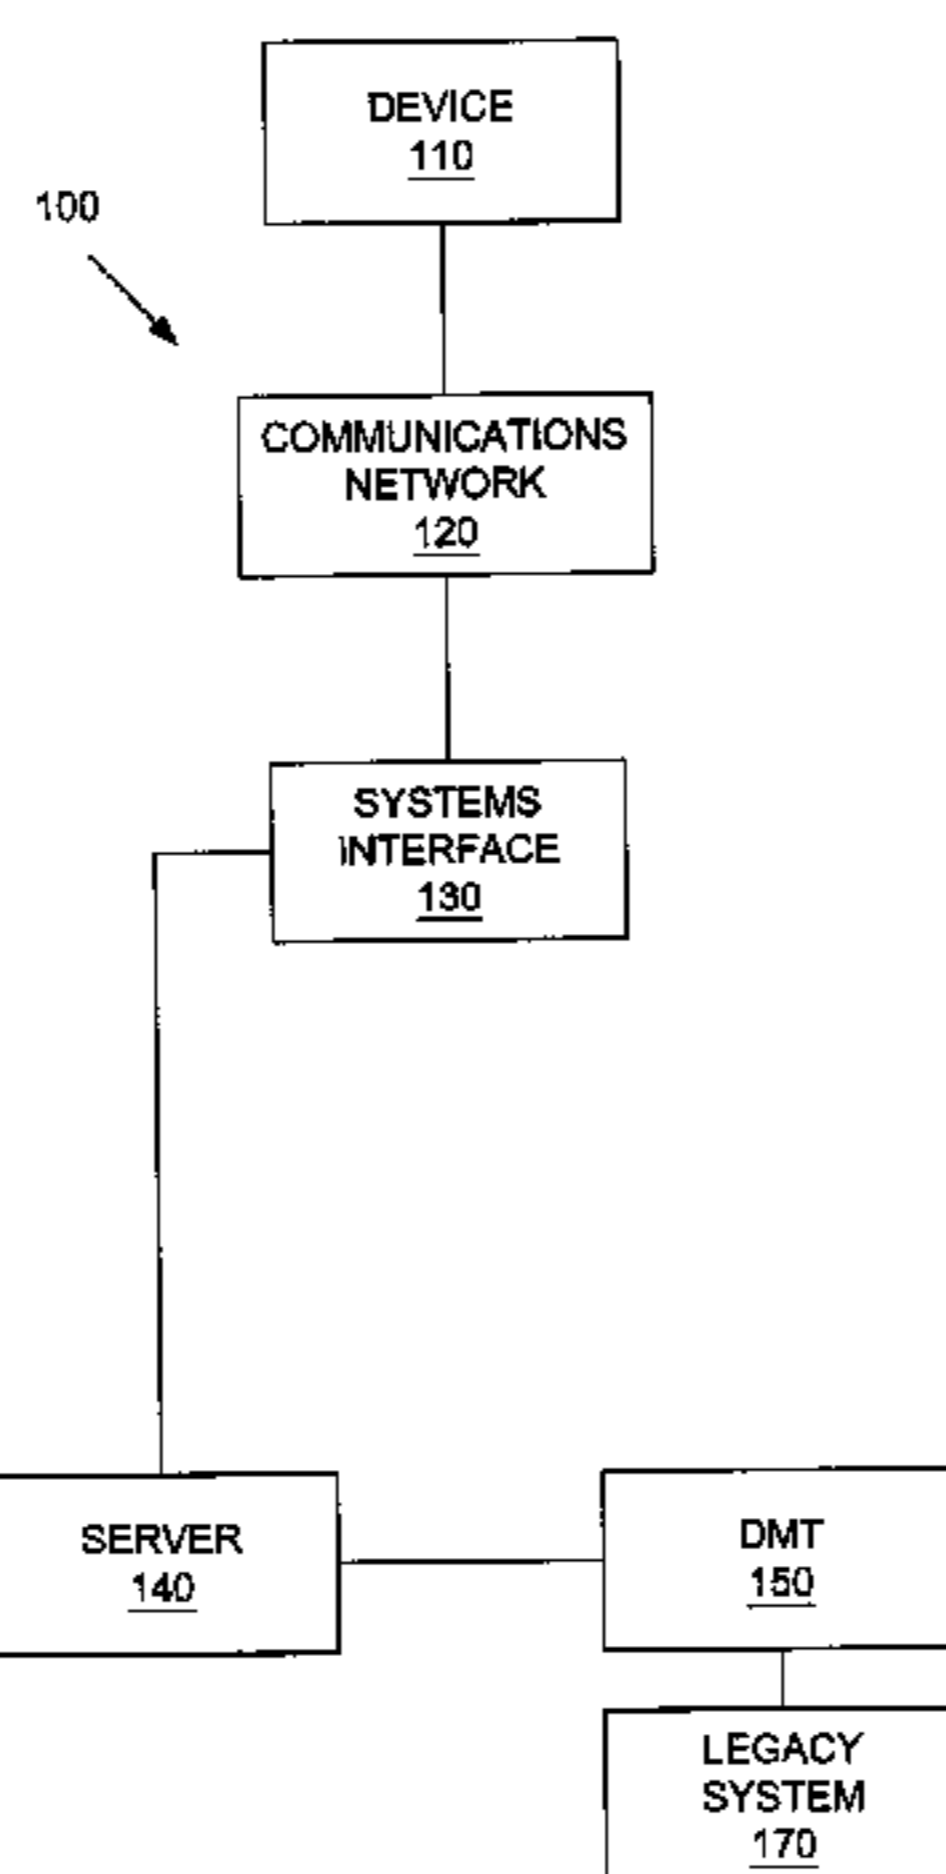 DEVICE
110
100
COMMUNICATIONS
NETWORK
120
SYSTEMS
INTERFACE
130
SERVER
140
DMT
150
LEGACY
SYSTEM
170